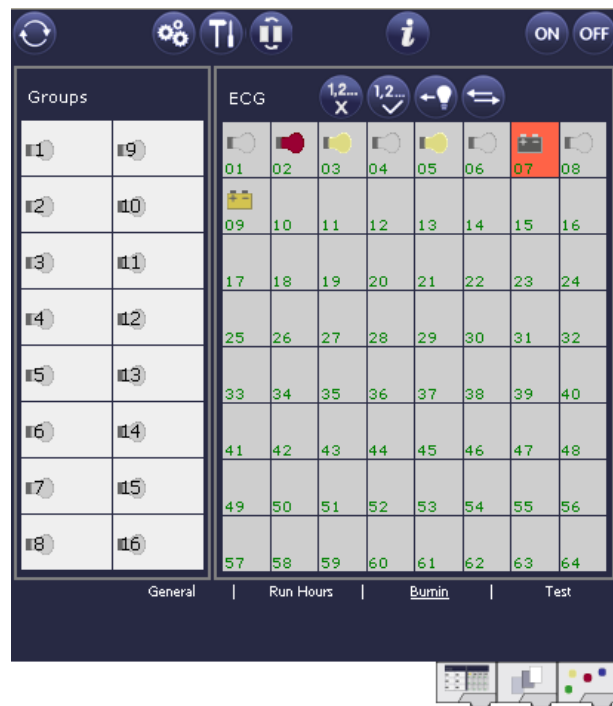 i ON OFF
Groups
ECG 1,2... X 1,2...
1 9
2 10
3 11
4 12
5 13
6 14
7 15
8 16
01 02 03 04 05 06 07 08
09 10 11 12 13 14 15 16
17 18 19 20 21 22 23 24
25 26 27 28 29 30 31 32
33 34 35 36 37 38 39 40
41 42 43 44 45 46 47 48
49 50 51 52 53 54 55 56
57 58 59 60 61 62 63 64
General | Run Hours | Burnin | Test